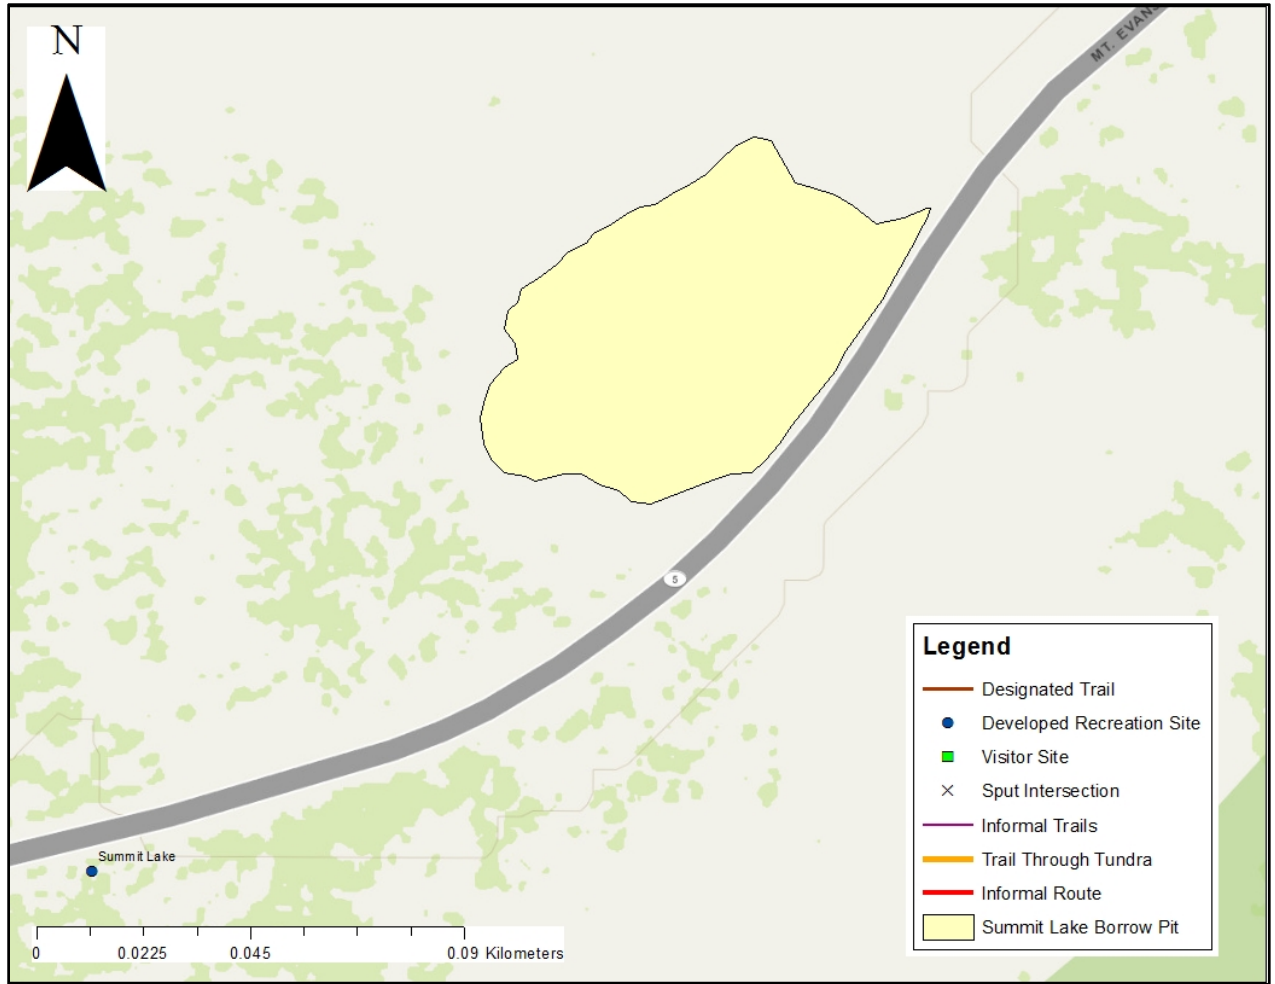 N
MT. EVANS
5
Summit Lake
0 0.0225 0.045 0.09 Kilometers
Legend
Designated Trail
Developed Recreation Site
Visitor Site
Sput Intersection
Informal Trails
Trail Through Tundra
Informal Route
Summit Lake Borrow Pit